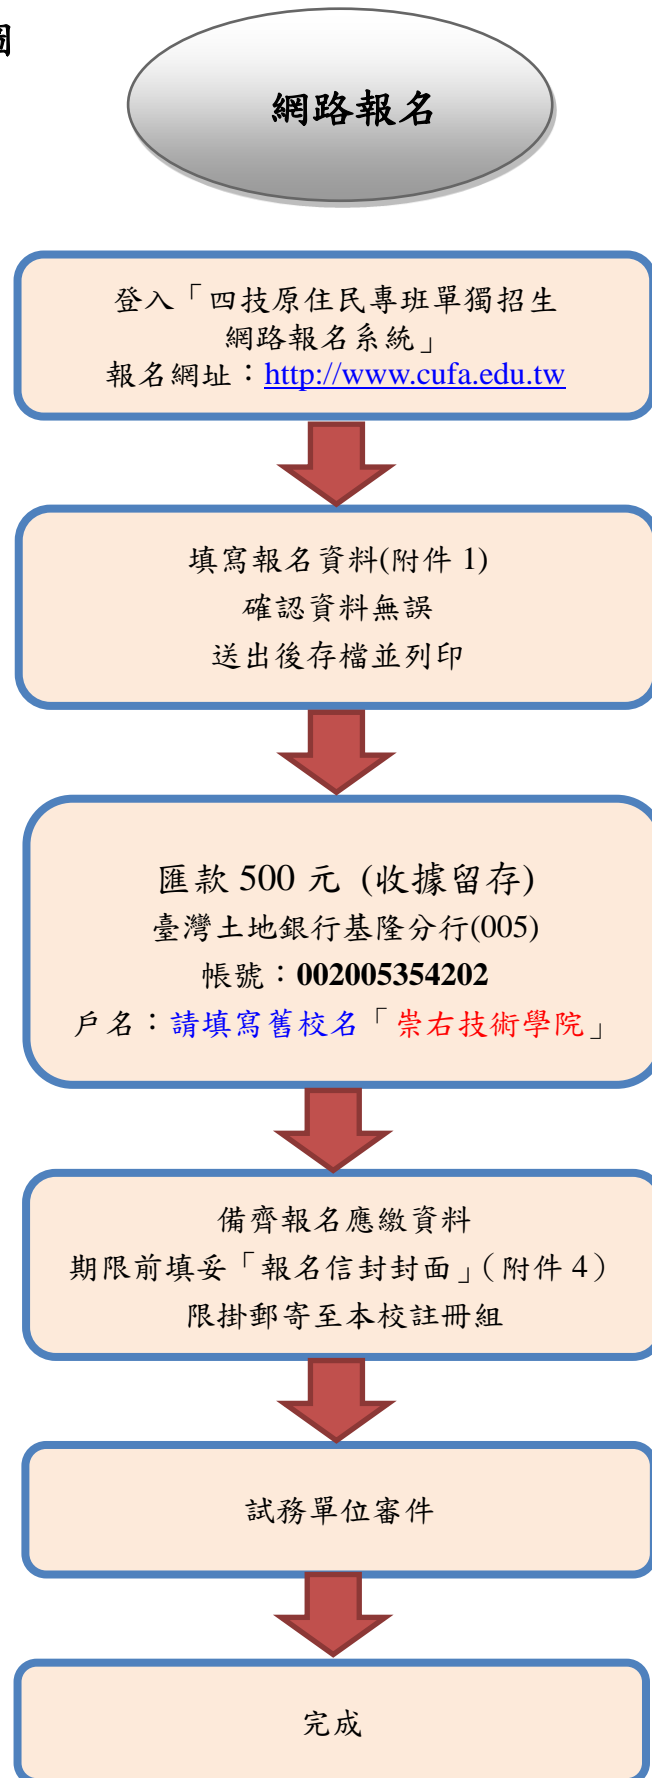 圖
網路報名
登入「四技原住民專班單獨招生
網路報名系統」
報名網址：http://www.cufa.edu.tw
填寫報名資料(附件 1)
確認資料無誤
送出後存檔並列印
匯款 500 元 (收據留存)
臺灣土地銀行基隆分行(005)
帳號：002005354202
戶名：請填寫舊校名「崇右技術學院」
備齊報名應繳資料
期限前填妥「報名信封封面」（附件 4）
限掛郵寄至本校註冊組
試務單位審件
完成